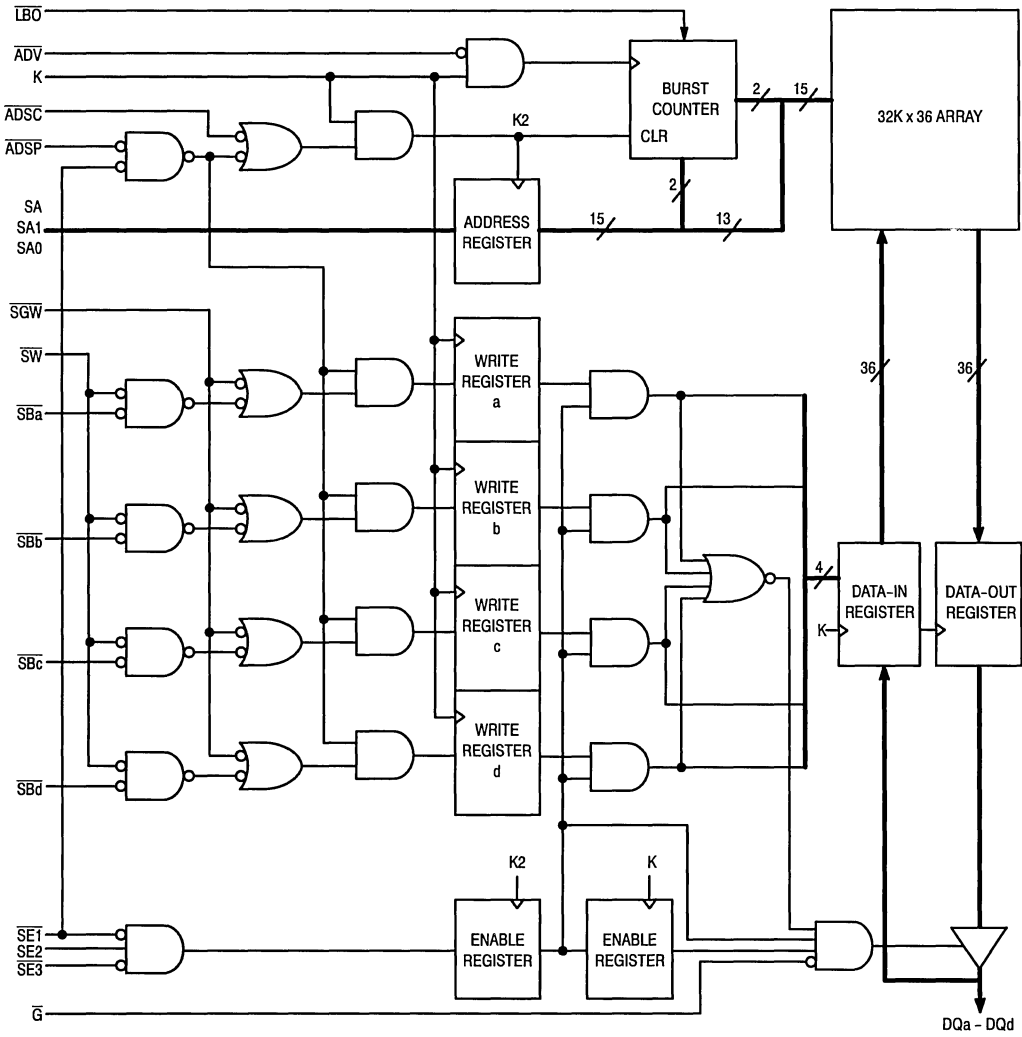 LBO
ADV
K
ADSC
ADSP
SA
SA1
SA0
K2
BURST
COUNTER
CLR
2
15
32K x 36 ARRAY
2
ADDRESS
REGISTER
15
13
SGW
SW
SBa
WRITE
REGISTER
a
36
36
SBb
WRITE
REGISTER
b
SBc
WRITE
REGISTER
c
4
K
DATA–IN
REGISTER
DATA–OUT
REGISTER
SBd
WRITE
REGISTER
d
K2
K
SE1
SE2
SE3
ENABLE
REGISTER
ENABLE
REGISTER
G
DQa – DQd